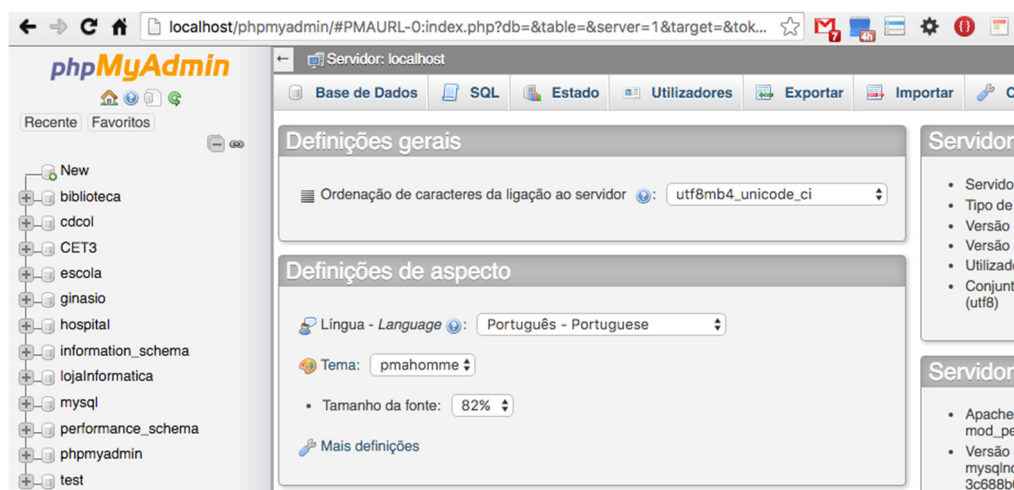 localhost/phpmyadmin/#PMAURL-0:index.php?db=&table=&server=1&target=&tok...
7
4h
phpMyAdmin
Recente Favoritos
New
biblioteca
cdcol
CET3
escola
ginasio
hospital
information_schema
lojaInformatica
mysql
performance_schema
phpmyadmin
test
Servidor: localhost
Base de Dados SQL Estado Utilizadores Exportar Importar C
Definições gerais
Ordenação de caracteres da ligação ao servidor : utf8mb4_unicode_ci
Definições de aspecto
Língua - Language : Português - Portuguese
Tema: pmahomme
Tamanho da fonte: 82%
Mais definições
Servidor
Servido
Tipo de
Versão
Versão
Utilizad
Conjunt
(utf8)
Servidor
Apache
mod_pe
Versão
mysqlnd
3c688b